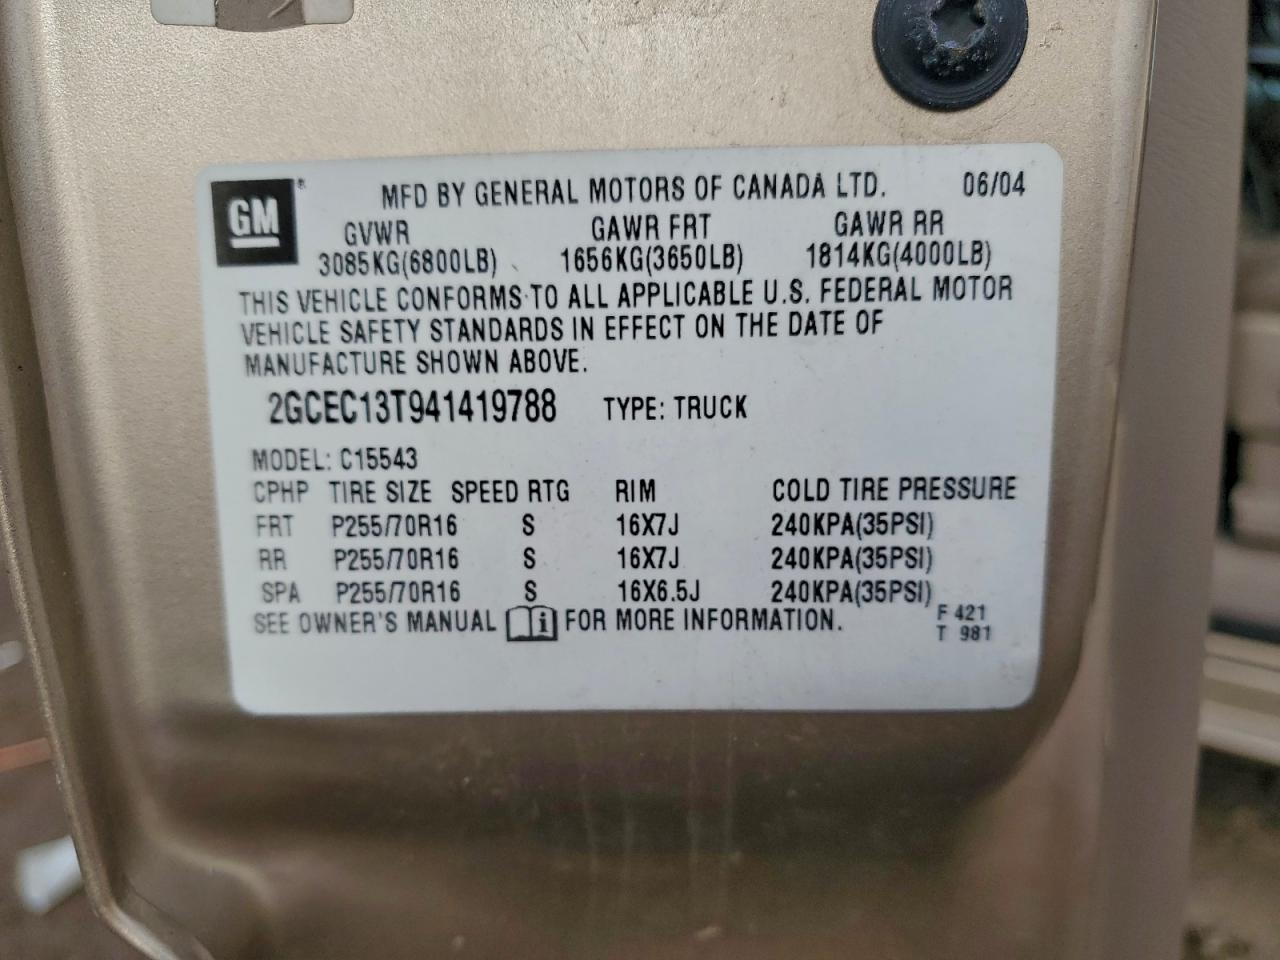 GM® MFD BY GENERAL MOTORS OF CANADA LTD. 06/04
GVWR GAWR FRT GAWR RR
3085KG(6800LB) 1656KG(3650LB) 1814KG(4000LB)
THIS VEHICLE CONFORMS TO ALL APPLICABLE U.S. FEDERAL MOTOR
VEHICLE SAFETY STANDARDS IN EFFECT ON THE DATE OF
MANUFACTURE SHOWN ABOVE.
2GCEC13T941419788 TYPE: TRUCK
MODEL: C15543
CPHP TIRE SIZE SPEED RTG RIM COLD TIRE PRESSURE
FRT P255/70R16 S 16X7J 240KPA(35PSI)
RR P255/70R16 S 16X7J 240KPA(35PSI)
SPA P255/70R16 S 16X6.5J 240KPA(35PSI)
SEE OWNER'S MANUAL i FOR MORE INFORMATION. F 421
T 981